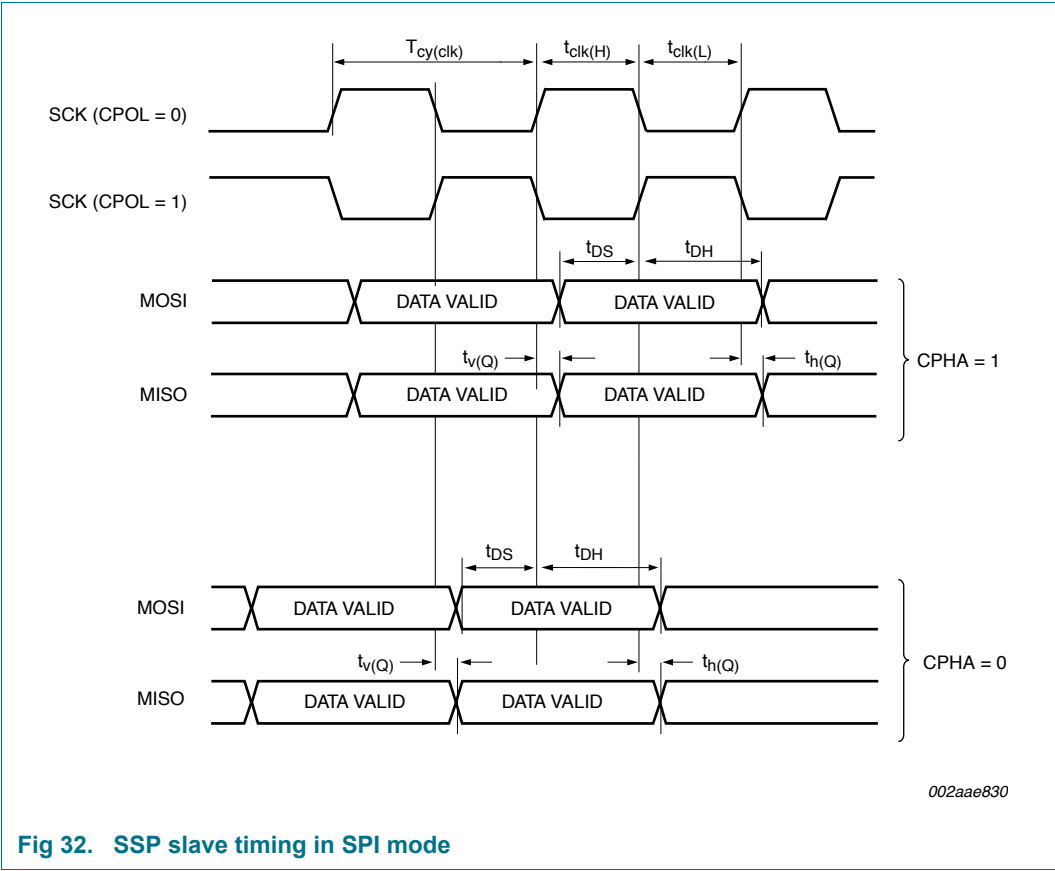 Tcy(clk) tclk(H) tclk(L)
SCK (CPOL = 0)
SCK (CPOL = 1)
tDS tDH
MOSI DATA VALID DATA VALID
tv(Q) th(Q)
CPHA = 1
MISO DATA VALID DATA VALID
tDS tDH
MOSI DATA VALID DATA VALID
tv(Q) th(Q)
CPHA = 0
MISO DATA VALID DATA VALID
002aae830
Fig 32. SSP slave timing in SPI mode